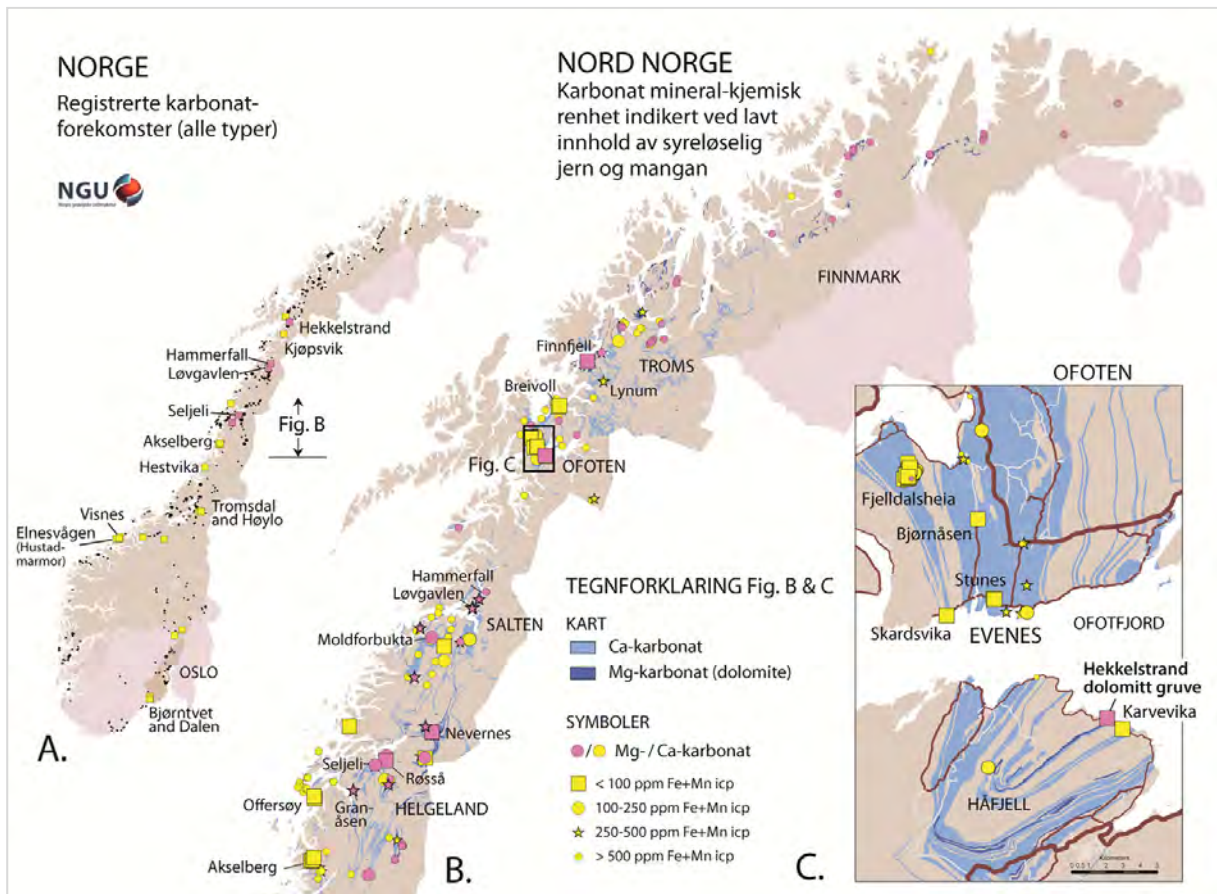 NORGE
Registrerte karbonat-
forekomster (alle typer)
NGU
NORD NORGE
Karbonat mineral-kjemisk
renhet indikert ved lavt
innhold av syreløselig
jern og mangan
Hekkelstrand
Kjøpsvik
Hammerfall
Løvgavlen
Seljeli
Fig. B
Akselberg
Hestvika
Visnes
Tromsdal
and Høylo
Elnesvågen
(Hustad-
marmor)
OSLO
Bjørntvet
and Dalen
A.
FINNMARK
Finnfjell
TROMS
Breivoll
Lynum
Fig. C
OFOTEN
Hammerfall
Løvgavlen
SALTEN
Moldforbukta
Nevernes
Seljeli
Røsså
Offersøy
Gran-
åsen
HELGELAND
Akselberg
B.
TEGNFORKLARING Fig. B & C
KART
Ca-karbonat
Mg-karbonat (dolomite)
SYMBOLER
/ Mg- / Ca-karbonat
< 100 ppm Fe+Mn icp
100-250 ppm Fe+Mn icp
250-500 ppm Fe+Mn icp
> 500 ppm Fe+Mn icp
C.
OFOTEN
Fjelldalsheia
Bjørnåsen
Stunes
Skardsvika
EVENES
OFOTFJORD
Hekkelstrand
dolomitt gruve
Karvevika
HÅFJELL